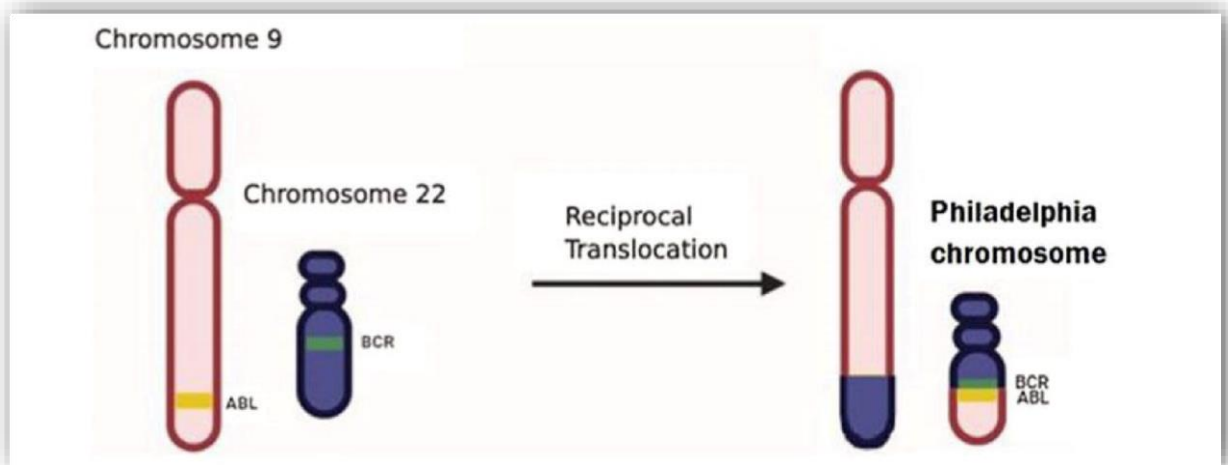 Chromosome 9
Chromosome 22
BCR
ABL
Reciprocal
Translocation
Philadelphia
chromosome
BCR
ABL